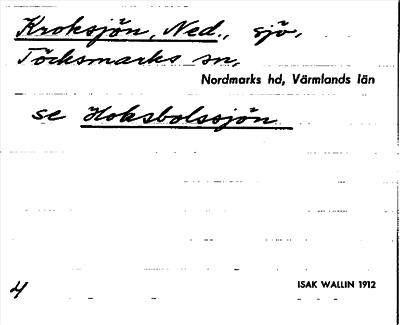 Kroksjön, Ned., sjö,
Töcksmarks sn,
Nordmarks hd, Värmlands län
se Hoksbolssjön
4
ISAK WALLIN 1912